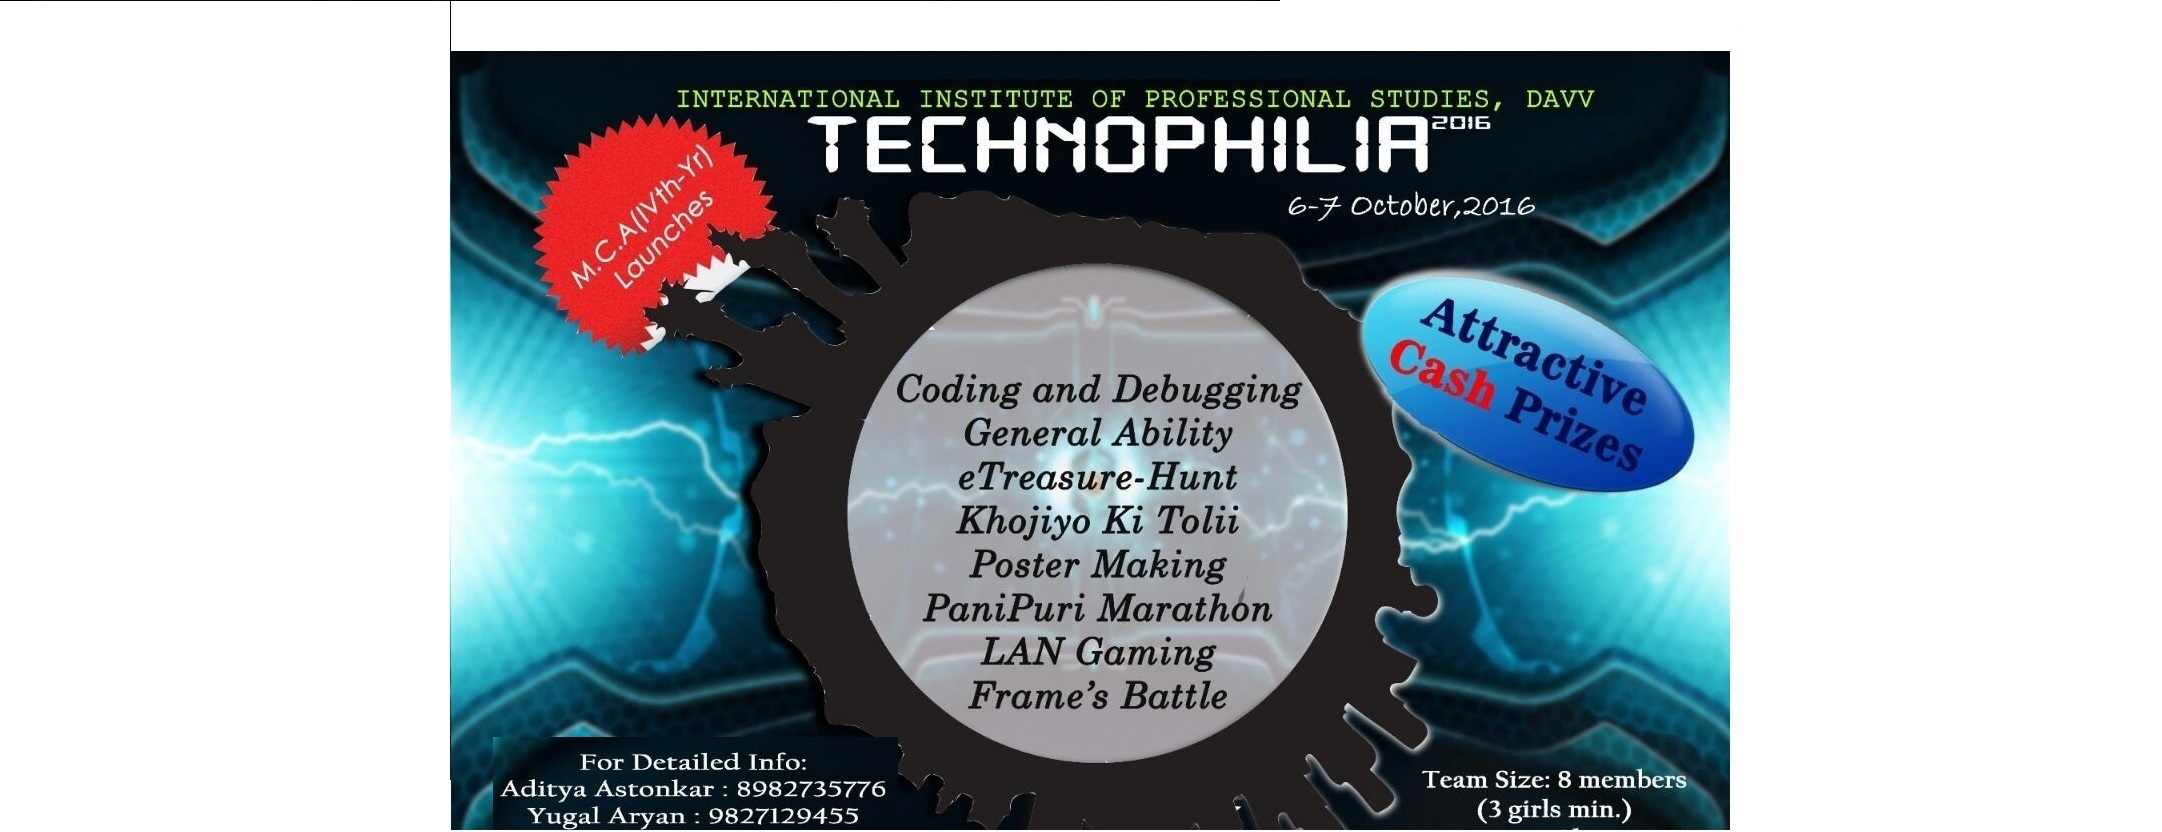 INTERNATIONAL INSTITUTE OF PROFESSIONAL STUDIES, DAVV
TECHNOPHILIA 2016
6-7 October,2016
M.C.A(IVth-Yr)
Launches
Attractive
Cash Prizes
Coding and Debugging
General Ability
eTreasure-Hunt
Khojiyo Ki Tolii
Poster Making
PaniPuri Marathon
LAN Gaming
Frame's Battle
For Detailed Info:
Aditya Astonkar : 8982735776
Yugal Aryan : 9827129455
Team Size: 8 members
(3 girls min.)